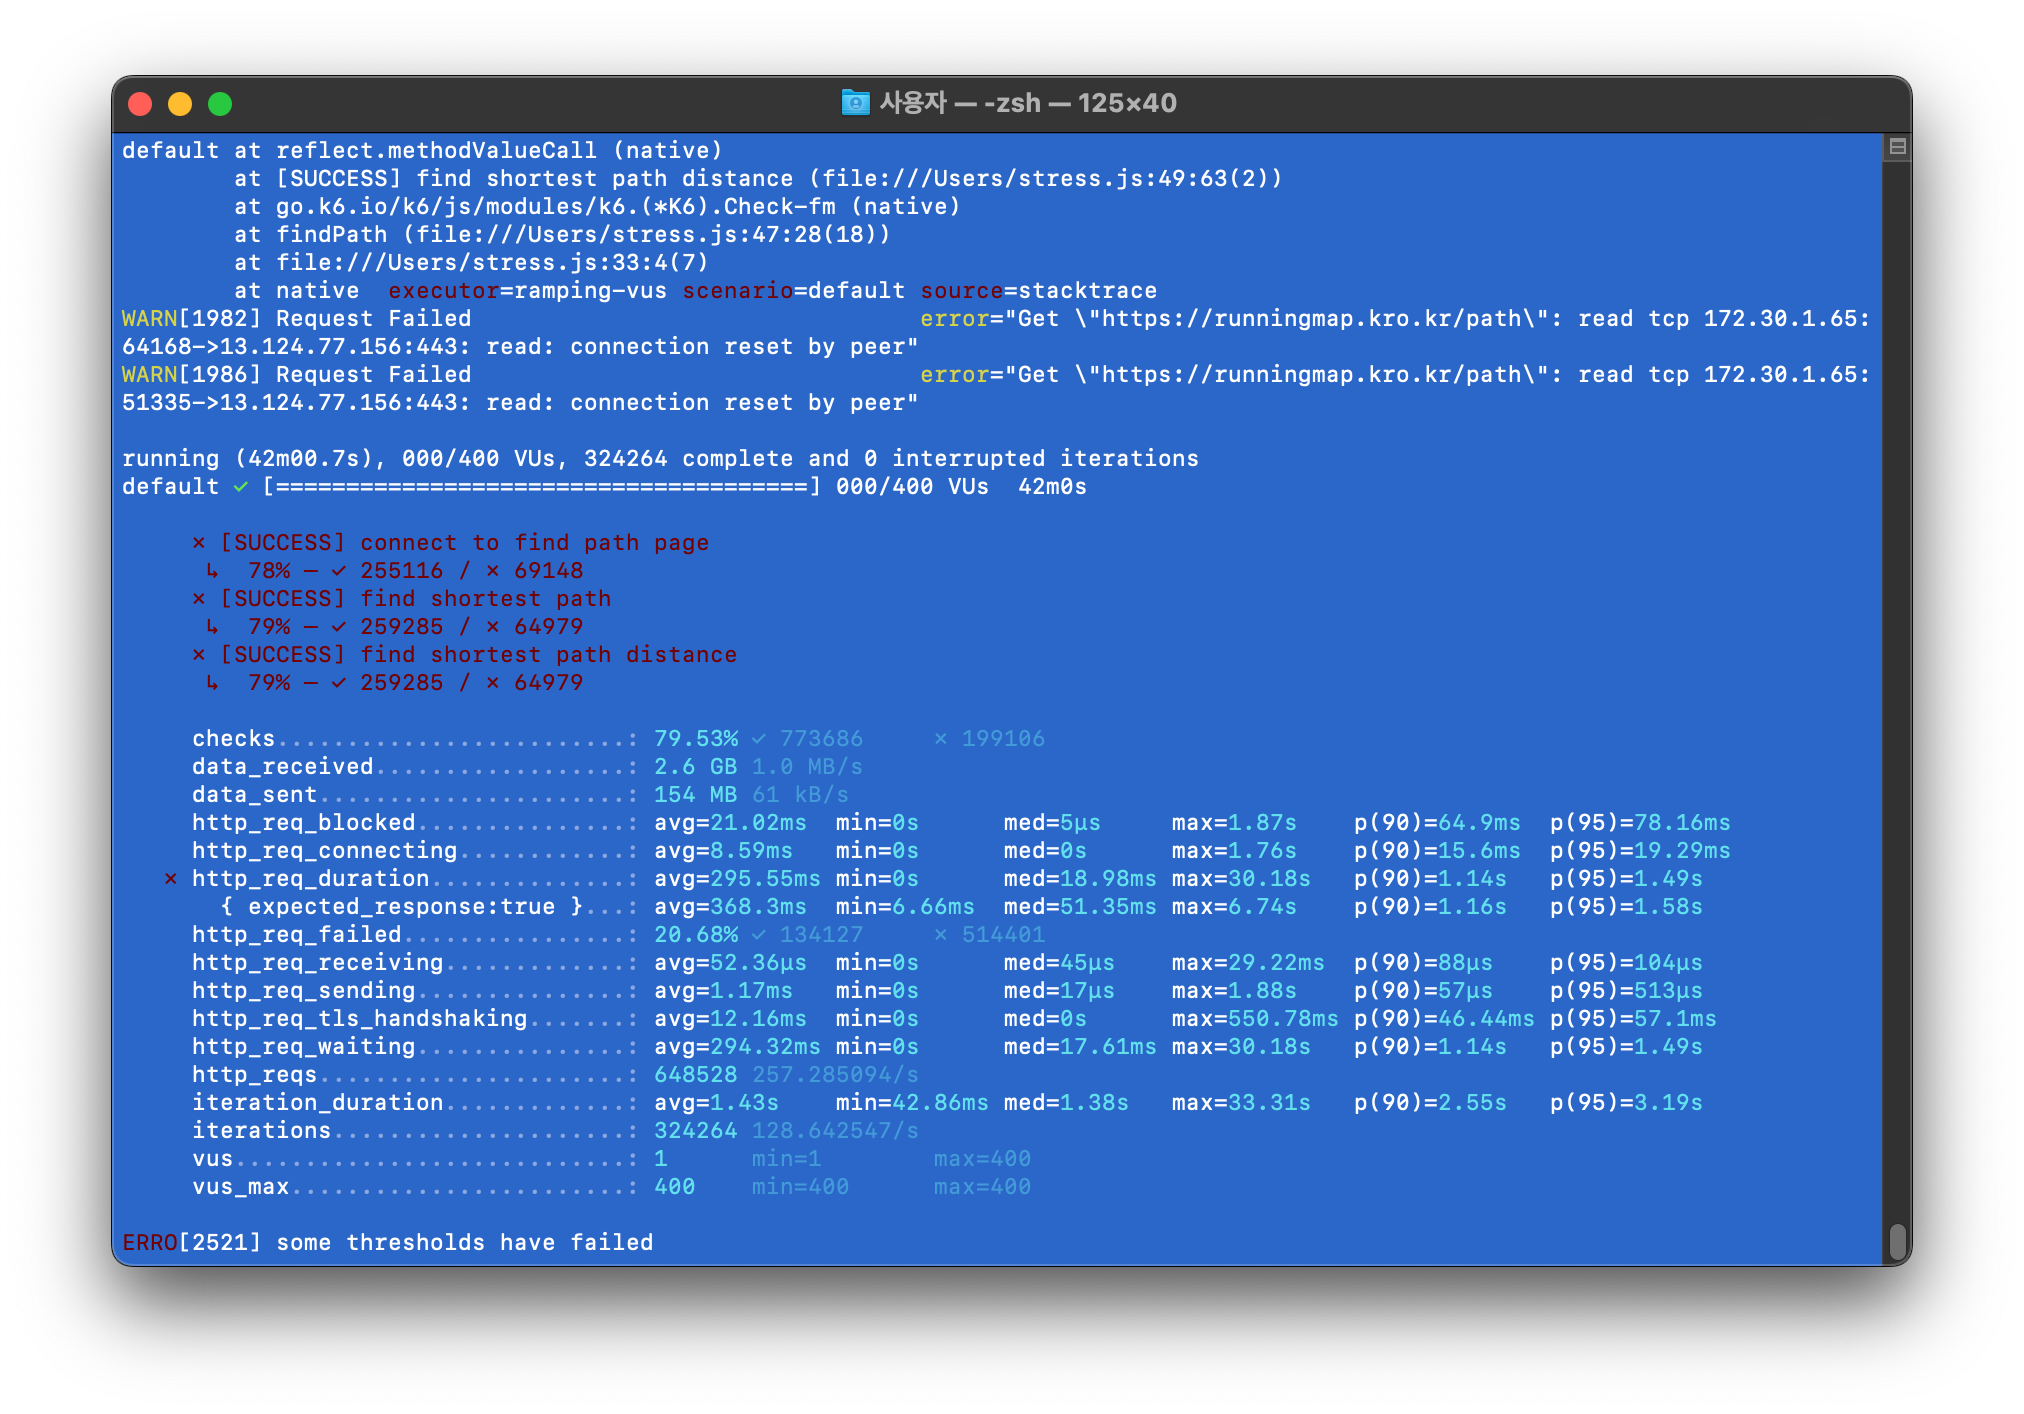 사용자 — -zsh — 125×40
default at reflect.methodValueCall (native)
at [SUCCESS] find shortest path distance (file:///Users/stress.js:49:63(2))
at go.k6.io/k6/js/modules/k6.(*K6).Check-fm (native)
at findPath (file:///Users/stress.js:47:28(18))
at file:///Users/stress.js:33:4(7)
at native  executor=ramping-vus scenario=default source=stacktrace
WARN[1982] Request Failed                                error="Get \"https://runningmap.kro.kr/path\": read tcp 172.30.1.65:
64168->13.124.77.156:443: read: connection reset by peer"
WARN[1986] Request Failed                                error="Get \"https://runningmap.kro.kr/path\": read tcp 172.30.1.65:
51335->13.124.77.156:443: read: connection reset by peer"
running (42m00.7s), 000/400 VUs, 324264 complete and 0 interrupted iterations
default ✓ [======================================] 000/400 VUs  42m0s
✗ [SUCCESS] connect to find path page
↳  78% — ✓ 255116 / ✗ 69148
✗ [SUCCESS] find shortest path
↳  79% — ✓ 259285 / ✗ 64979
✗ [SUCCESS] find shortest path distance
↳  79% — ✓ 259285 / ✗ 64979
checks.........................: 79.53% ✓ 773686     ✗ 199106
data_received..................: 2.6 GB 1.0 MB/s
data_sent......................: 154 MB 61 kB/s
http_req_blocked...............: avg=21.02ms  min=0s      med=5µs     max=1.87s    p(90)=64.9ms  p(95)=78.16ms
http_req_connecting............: avg=8.59ms   min=0s      med=0s      max=1.76s    p(90)=15.6ms  p(95)=19.29ms
✗ http_req_duration..............: avg=295.55ms min=0s      med=18.98ms max=30.18s   p(90)=1.14s   p(95)=1.49s
{ expected_response:true }...: avg=368.3ms  min=6.66ms  med=51.35ms max=6.74s    p(90)=1.16s   p(95)=1.58s
http_req_failed................: 20.68% ✓ 134127     ✗ 514401
http_req_receiving.............: avg=52.36µs  min=0s      med=45µs    max=29.22ms  p(90)=88µs    p(95)=104µs
http_req_sending...............: avg=1.17ms   min=0s      med=17µs    max=1.88s    p(90)=57µs    p(95)=513µs
http_req_tls_handshaking.......: avg=12.16ms  min=0s      med=0s      max=550.78ms p(90)=46.44ms p(95)=57.1ms
http_req_waiting...............: avg=294.32ms min=0s      med=17.61ms max=30.18s   p(90)=1.14s   p(95)=1.49s
http_reqs......................: 648528 257.285094/s
iteration_duration.............: avg=1.43s    min=42.86ms med=1.38s   max=33.31s   p(90)=2.55s   p(95)=3.19s
iterations.....................: 324264 128.642547/s
vus............................: 1      min=1        max=400
vus_max........................: 400    min=400      max=400
ERRO[2521] some thresholds have failed